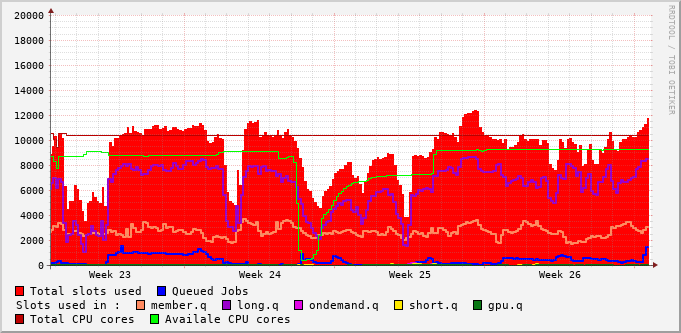 20000
18000
16000
14000
12000
10000
8000
6000
4000
2000
0
Week 23 Week 24 Week 25 Week 26
RRDTOOL / TOBI OETIKER
Total slots used Queued Jobs
Slots used in : member.q long.q ondemand.q short.q gpu.q
Total CPU cores Availale CPU cores